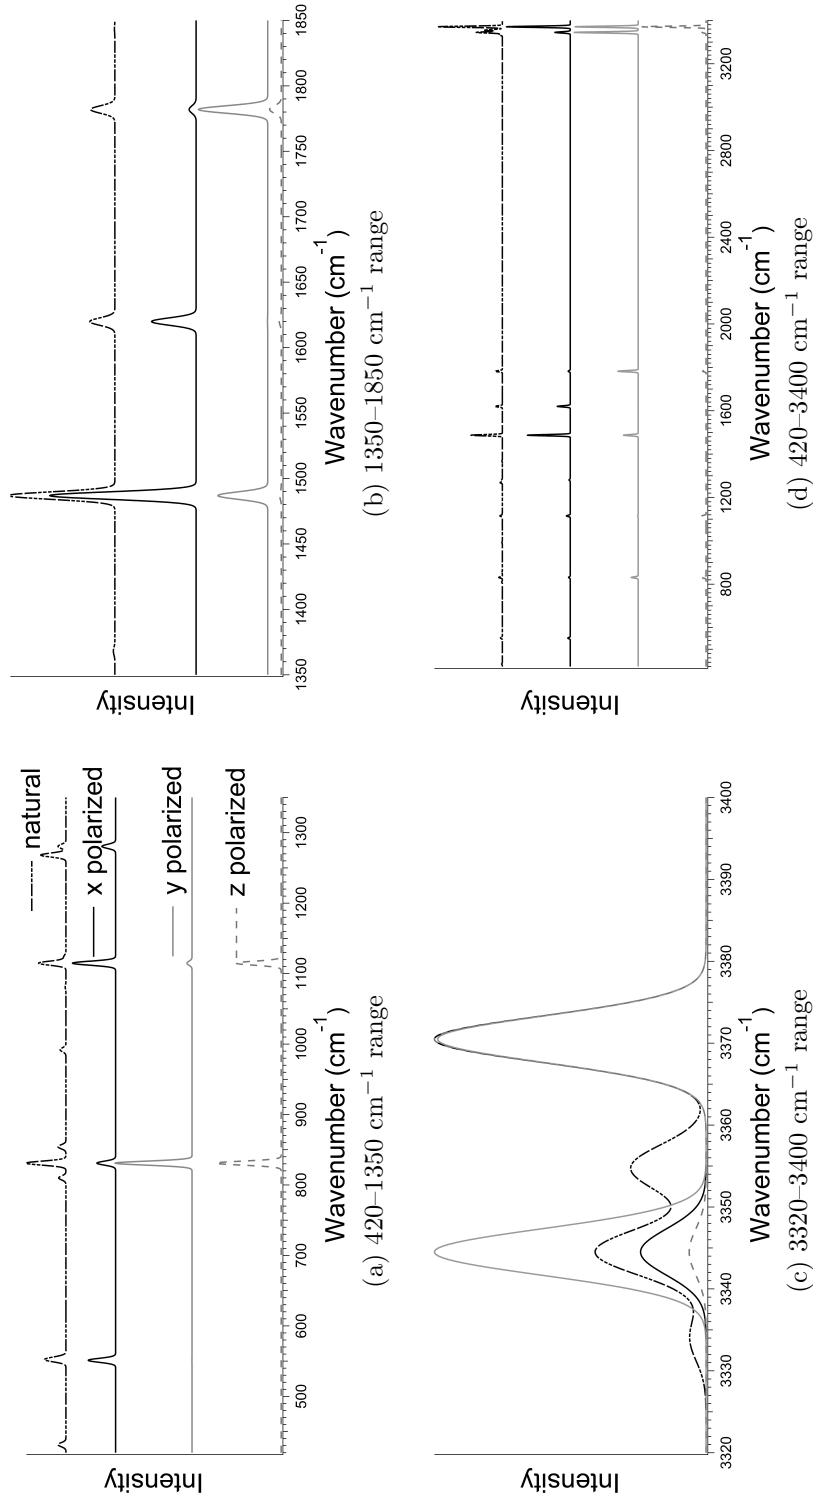 natural
x polarized
y polarized
z polarized
Intensity
500 600 700 800 900 1000 1100 1200 1300
Wavenumber (cm⁻¹)
(a) 420–1350 cm⁻¹ range
Intensity
1350 1400 1450 1500 1550 1600 1650 1700 1750 1800 1850
Wavenumber (cm⁻¹)
(b) 1350–1850 cm⁻¹ range
Intensity
3320 3330 3340 3350 3360 3370 3380 3390 3400
Wavenumber (cm⁻¹)
(c) 3320–3400 cm⁻¹ range
Intensity
800 1200 1600 2000 2400 2800 3200
Wavenumber (cm⁻¹)
(d) 420–3400 cm⁻¹ range